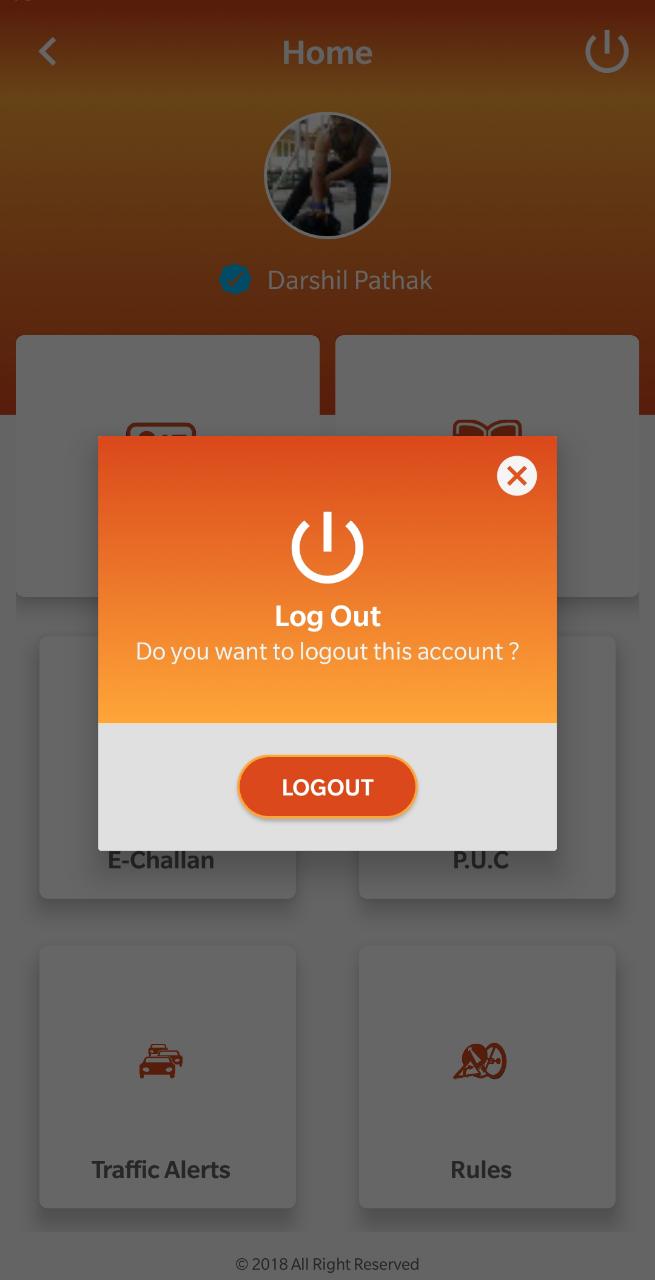 Home
Darshil Pathak
Log Out
Do you want to logout this account ?
LOGOUT
E-Challan
P.U.C
Traffic Alerts
Rules
© 2018 All Right Reserved